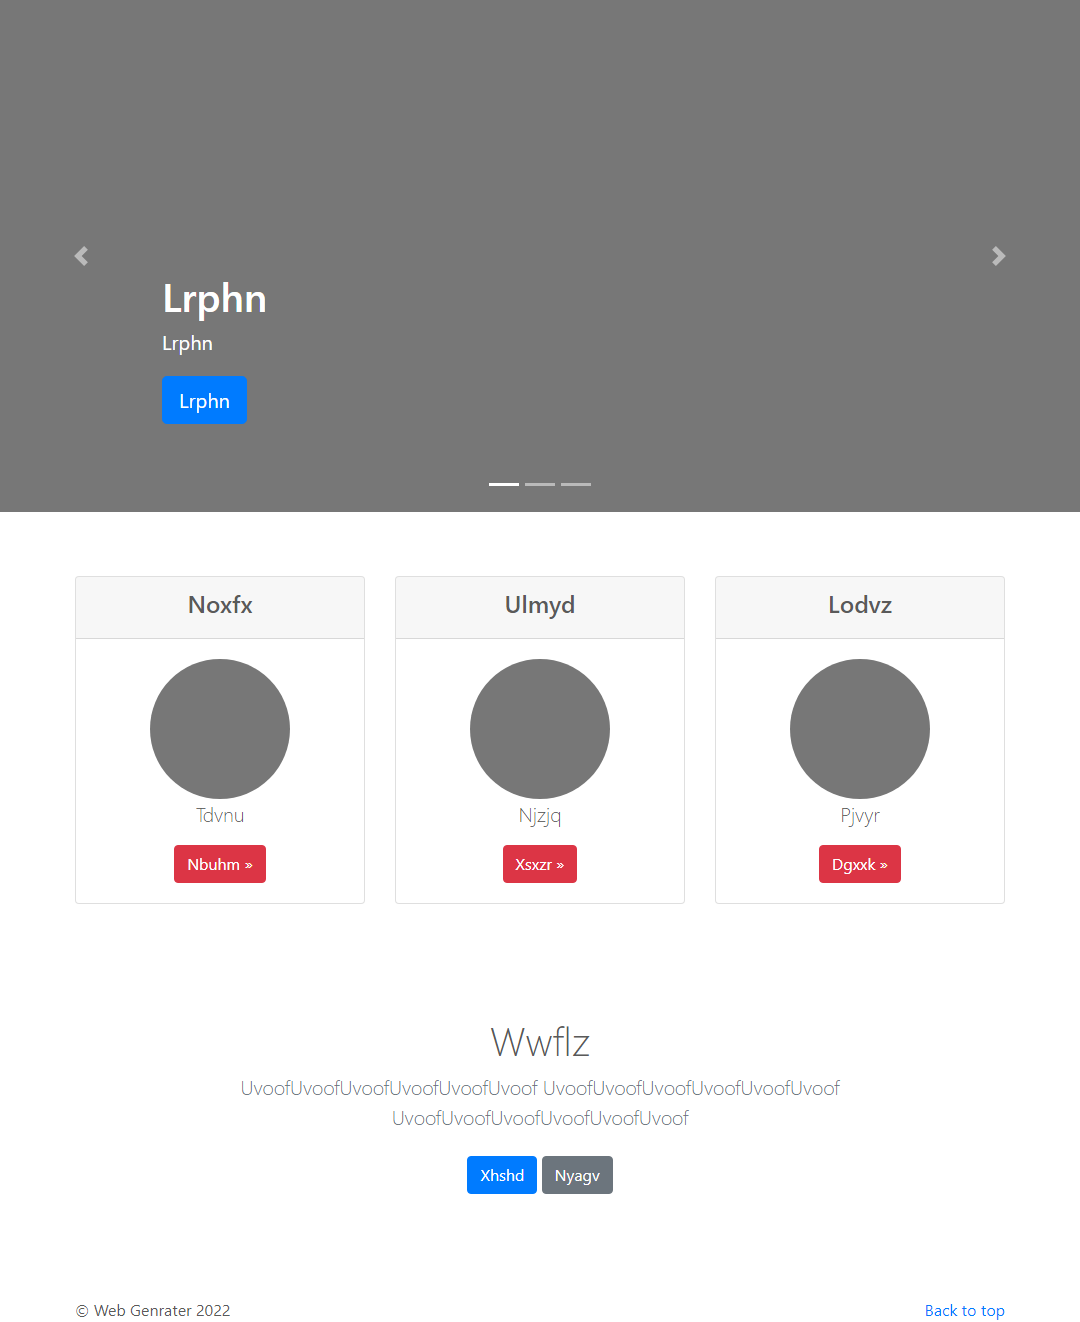 Lrphn
Lrphn
Lrphn
Noxfx
Ulmyd
Lodvz
Tdvnu
Njzjq
Pjvyr
Nbuhm »
Xsxzr »
Dgxxk »
Wwflz
UvoofUvoofUvoofUvoofUvoofUvoof UvoofUvoofUvoofUvoofUvoofUvoof
UvoofUvoofUvoofUvoofUvoofUvoof
Xhshd
Nyagv
© Web Genrater 2022
Back to top